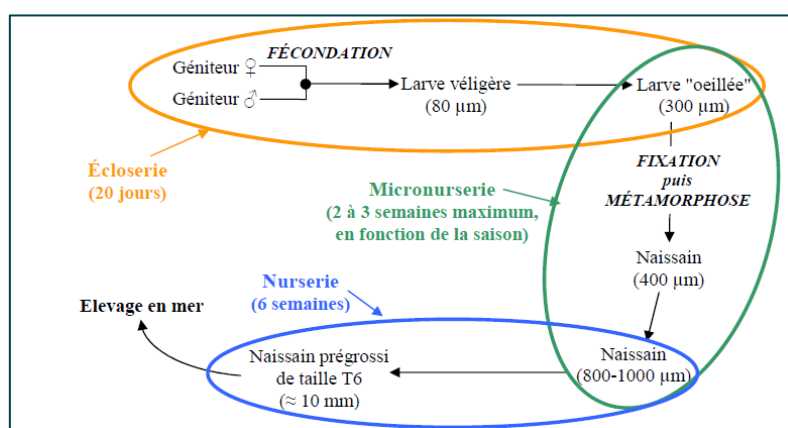 FÉCONDATION
Géniteur ♀
Géniteur ♂
Larve véligère
(80 µm)
Larve "oeillée"
(300 µm)
Écloserie
(20 jours)
FIXATION
puis
MÉTAMORPHOSE
Micronurserie
(2 à 3 semaines maximum,
en fonction de la saison)
Naissain
(400 µm)
Nurserie
(6 semaines)
Elevage en mer
Naissain prégrossi
de taille T6
(≈ 10 mm)
Naissain
(800-1000 µm)